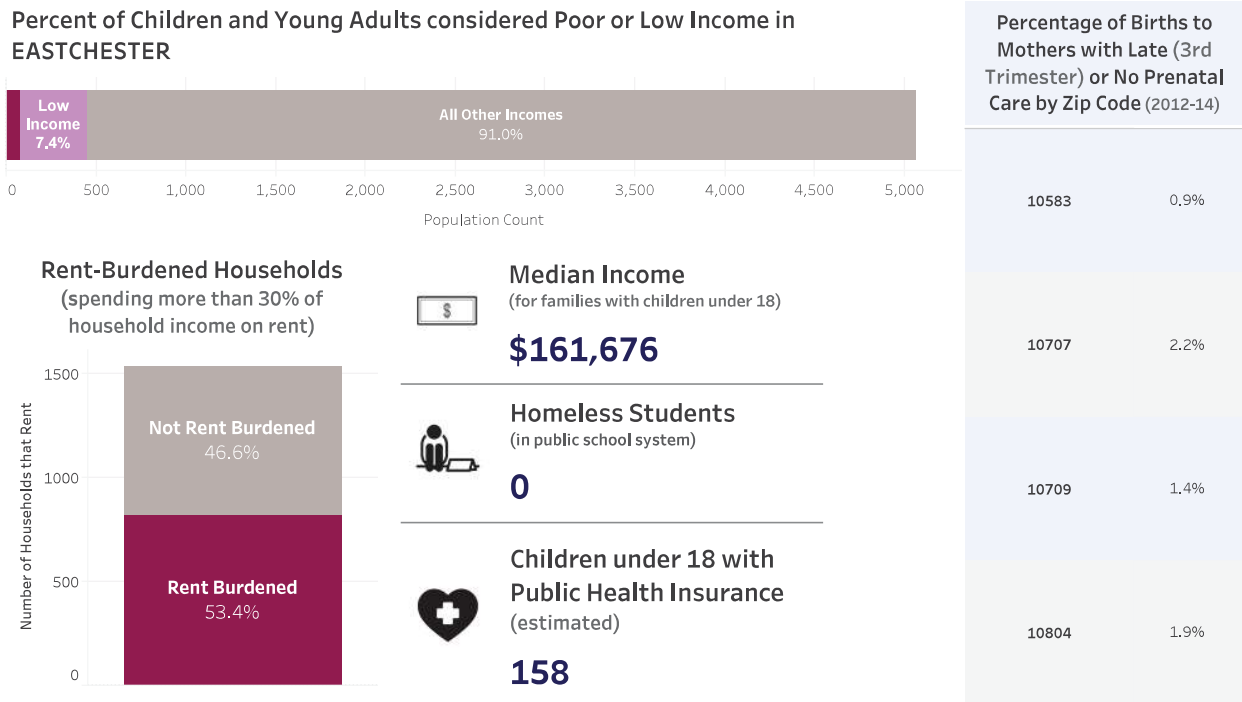 Percent of Children and Young Adults considered Poor or Low Income in
EASTCHESTER
Low
Income
7.4%
All Other Incomes
91.0%
0 500 1,000 1,500 2,000 2,500 3,000 3,500 4,000 4,500 5,000
Population Count
Rent-Burdened Households
(spending more than 30% of
household income on rent)
Number of Households that Rent
1500
1000
500
0
Not Rent Burdened
46.6%
Rent Burdened
53.4%
$
Median Income
(for families with children under 18)
$161,676
Homeless Students
(in public school system)
0
Children under 18 with
Public Health Insurance
(estimated)
158
Percentage of Births to
Mothers with Late (3rd
Trimester) or No Prenatal
Care by Zip Code (2012-14)
10583 0.9%
10707 2.2%
10709 1.4%
10804 1.9%